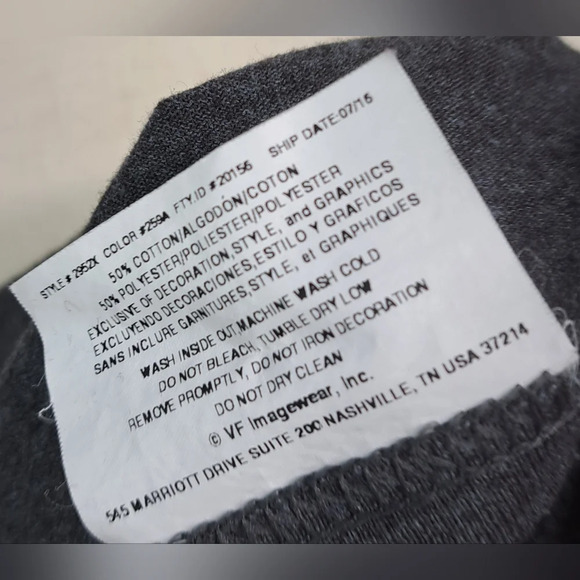 STYLE # 295ZX COLOR #259A FTY.ID # 20156 SHIP DATE:07/15
50% COTTON/ALGODÓN/COTON
50% POLYESTER/POLIESTER/POLYESTER
EXCLUSIVE OF DECORATION,STYLE, and GRAPHICS
EXCLUYENDO DECORACIONES,ESTILO Y GRAFICOS
SANS INCLURE GARNITURES,STYLE, et GRAPHIQUES
WASH INSIDE OUT,MACHINE WASH COLD
DO NOT BLEACH,TUMBLE DRY LOW
REMOVE PROMPTLY, DO NOT IRON DECORATION
DO NOT DRY CLEAN
© VF Imagewear, Inc.
545 MARRIOTT DRIVE SUITE 200 NASHVILLE, TN USA 37214